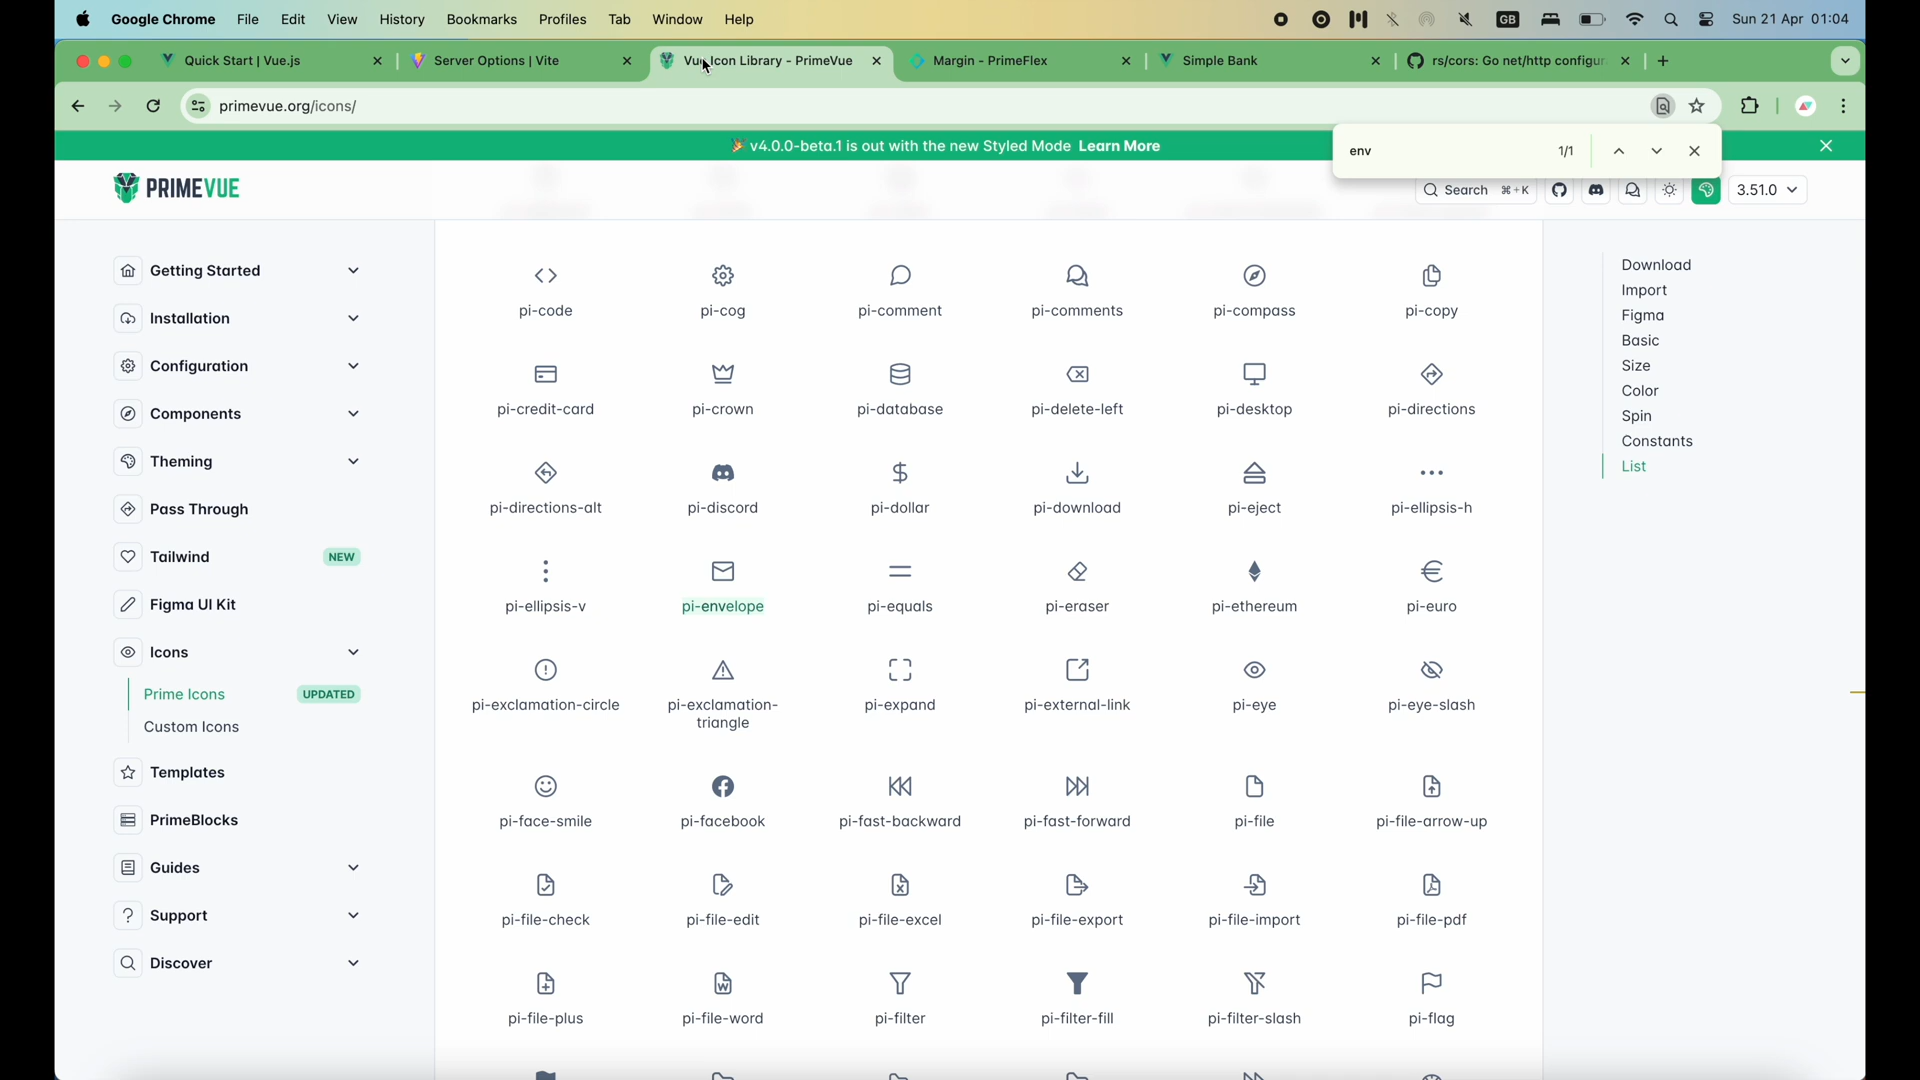 Google Chrome File Edit View History Bookmarks Profiles Tab Window Help GB Sun 21 Apr 01:04
Quick Start | Vue.js Server Options | Vite Vue Icon Library - PrimeVue Margin - PrimeFlex Simple Bank rs/cors: Go net/http configur
primevue.org/icons/
v4.0.0-beta.1 is out with the new Styled Mode Learn More
env 1/1
PRIMEVUE
Search ⌘+K 3.51.0
Getting Started
Installation
Configuration
Components
Theming
Pass Through
Tailwind NEW
Figma UI Kit
Icons
Prime Icons UPDATED
Custom Icons
Templates
PrimeBlocks
Guides
Support
Discover
pi-code pi-cog pi-comment pi-comments pi-compass pi-copy
pi-credit-card pi-crown pi-database pi-delete-left pi-desktop pi-directions
pi-directions-alt pi-discord pi-dollar pi-download pi-eject pi-ellipsis-h
pi-ellipsis-v pi-envelope pi-equals pi-eraser pi-ethereum pi-euro
pi-exclamation-circle pi-exclamation-triangle pi-expand pi-external-link pi-eye pi-eye-slash
pi-face-smile pi-facebook pi-fast-backward pi-fast-forward pi-file pi-file-arrow-up
pi-file-check pi-file-edit pi-file-excel pi-file-export pi-file-import pi-file-pdf
pi-file-plus pi-file-word pi-filter pi-filter-fill pi-filter-slash pi-flag
Download
Import
Figma
Basic
Size
Color
Spin
Constants
List